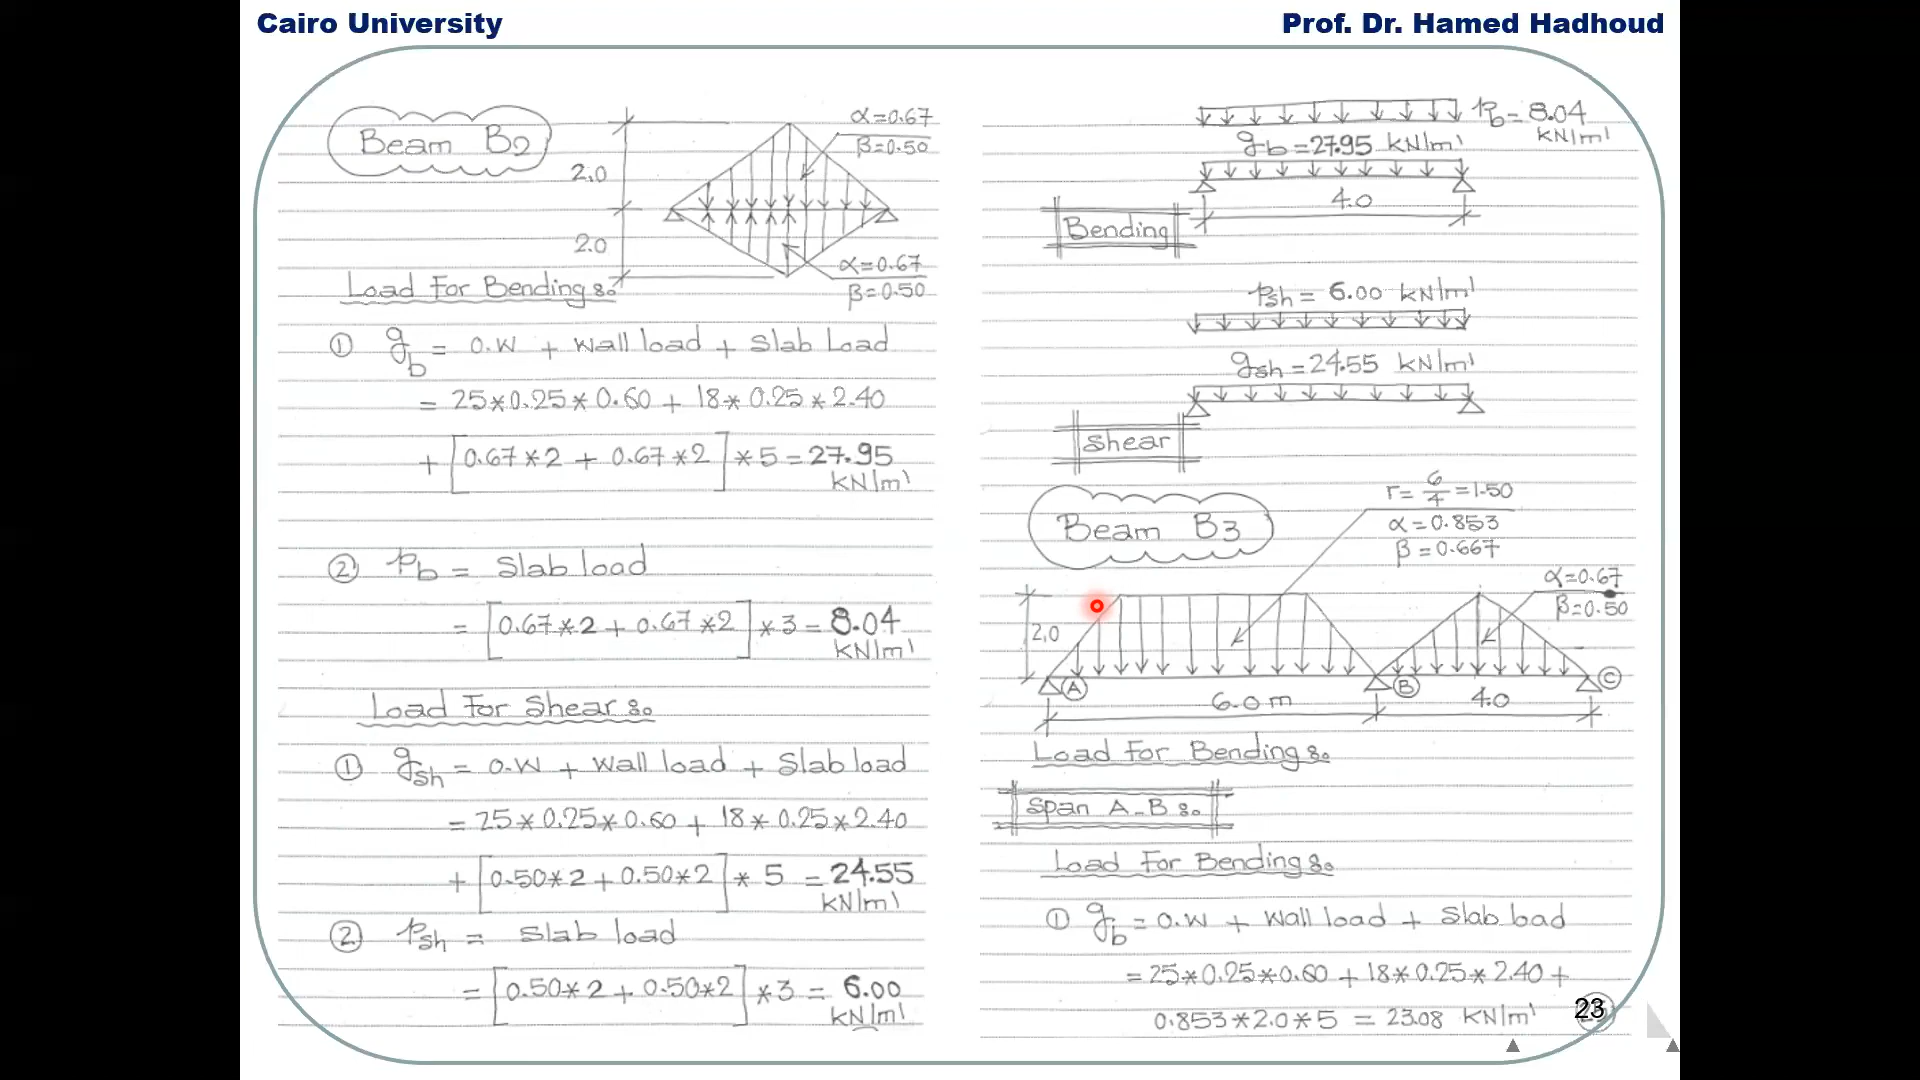 Cairo University
Prof. Dr. Hamed Hadhoud
Beam B2
α=0.67
β=0.50
2.0
2.0
α=0.67
β=0.50
Load For Bending:
① gb = O.W + Wall load + Slab Load
= 25*0.25*0.60 + 18*0.25*2.40
+ [0.67*2 + 0.67*2] *5 = 27.95
kN/m'
② Pb = Slab load
= [0.67*2 + 0.67*2] *3 = 8.04
kN/m'
Load For Shear:
① gsh = O.W + Wall load + Slab load
= 25*0.25*0.60 + 18*0.25*2.40
+ [0.50*2 + 0.50*2] * 5 = 24.55
kN/m'
② Psh = Slab load
= [0.50*2 + 0.50*2] *3 = 6.00
kN/m'
Pb = 8.04
kN/m'
gb = 27.95 kN/m'
4.0
Bending
Psh = 6.00 kN/m'
gsh = 24.55 kN/m'
Shear
Beam B3
r = 6/4 = 1.50
α = 0.853
β = 0.667
α=0.67
β=0.50
2.0
A
B
C
6.0 m
4.0
Load For Bending:
Span A-B:
Load For Bending:
① gb = O.W + Wall load + Slab load
= 25*0.25*0.60 + 18*0.25*2.40 +
0.853*2.0*5 = 23.08 kN/m'
23